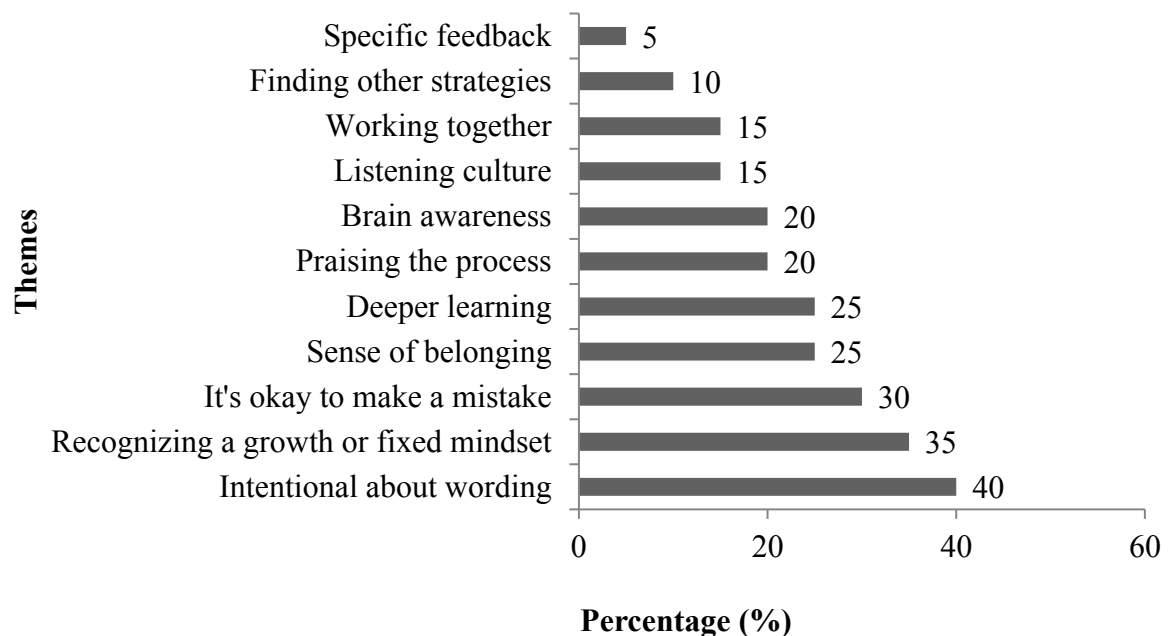 Specific feedback 5
Finding other strategies 10
Working together 15
Listening culture 15
Brain awareness 20
Praising the process 20
Deeper learning 25
Sense of belonging 25
It's okay to make a mistake 30
Recognizing a growth or fixed mindset 35
Intentional about wording 40
Themes
0 20 40 60
Percentage (%)